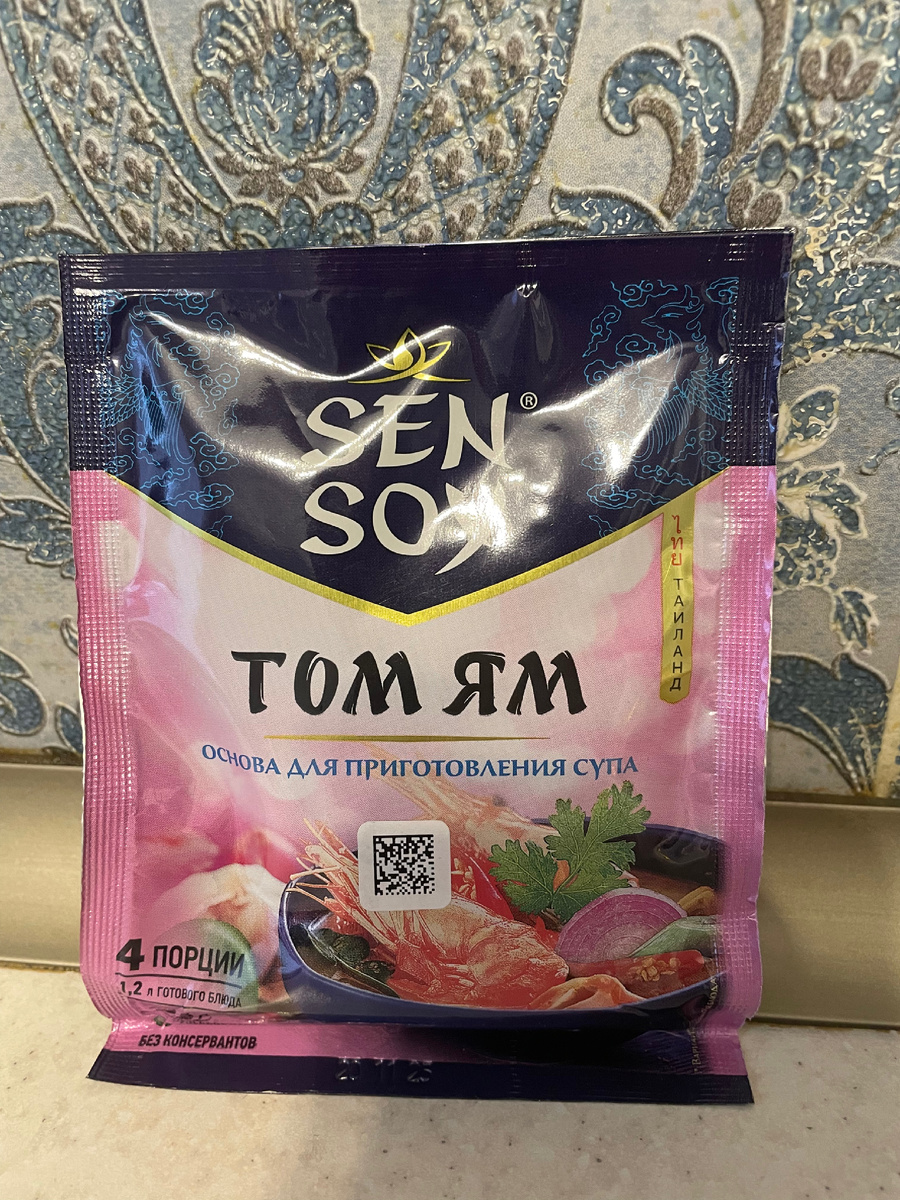 SEN®
SOY
ไทย ТАИЛАНД
ТОМ ЯМ
ОСНОВА ДЛЯ ПРИГОТОВЛЕНИЯ СУПА
4 ПОРЦИИ
1,2 л ГОТОВОГО БЛЮДА
БЕЗ КОНСЕРВАНТОВ